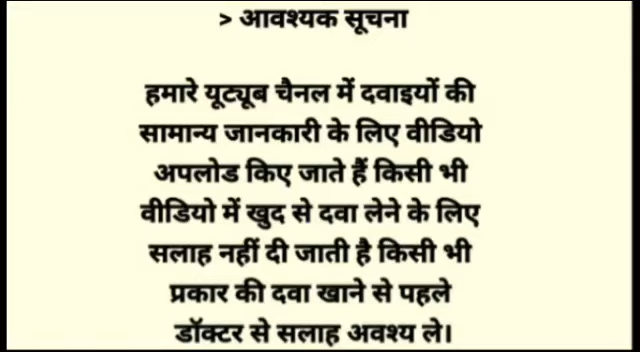 > आवश्यक सूचना
हमारे यूट्यूब चैनल में दवाइयों की
सामान्य जानकारी के लिए वीडियो
अपलोड किए जाते हैं किसी भी
वीडियो में खुद से दवा लेने के लिए
सलाह नहीं दी जाती है किसी भी
प्रकार की दवा खाने से पहले
डॉक्टर से सलाह अवश्य ले।